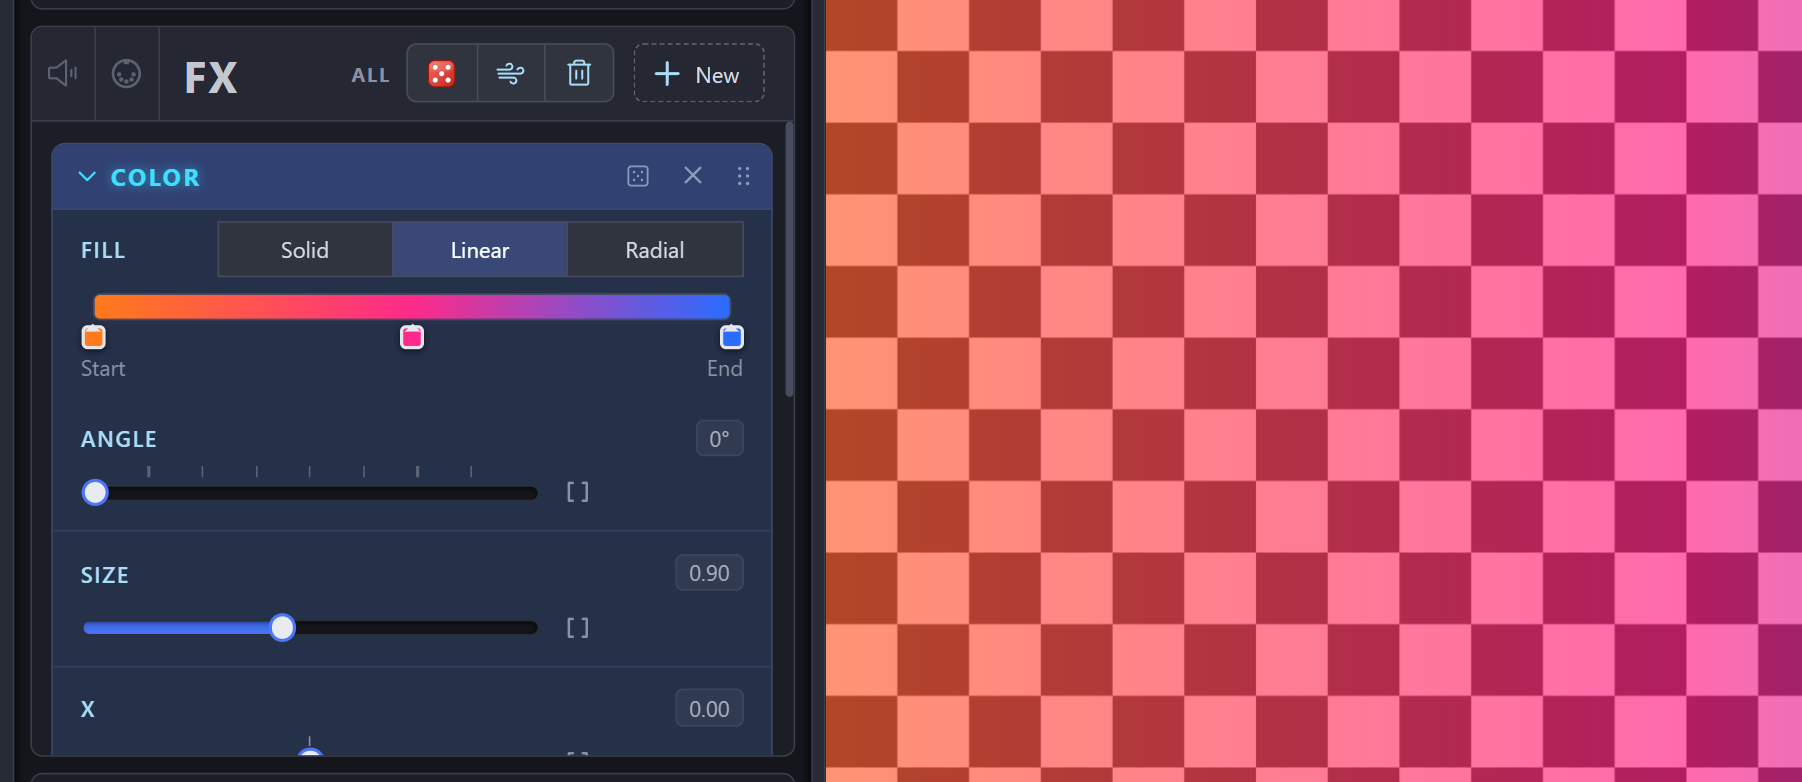 FX ALL New
COLOR
FILL Solid Linear Radial
Start End
ANGLE 0°
[ ]
SIZE 0.90
[ ]
X 0.00